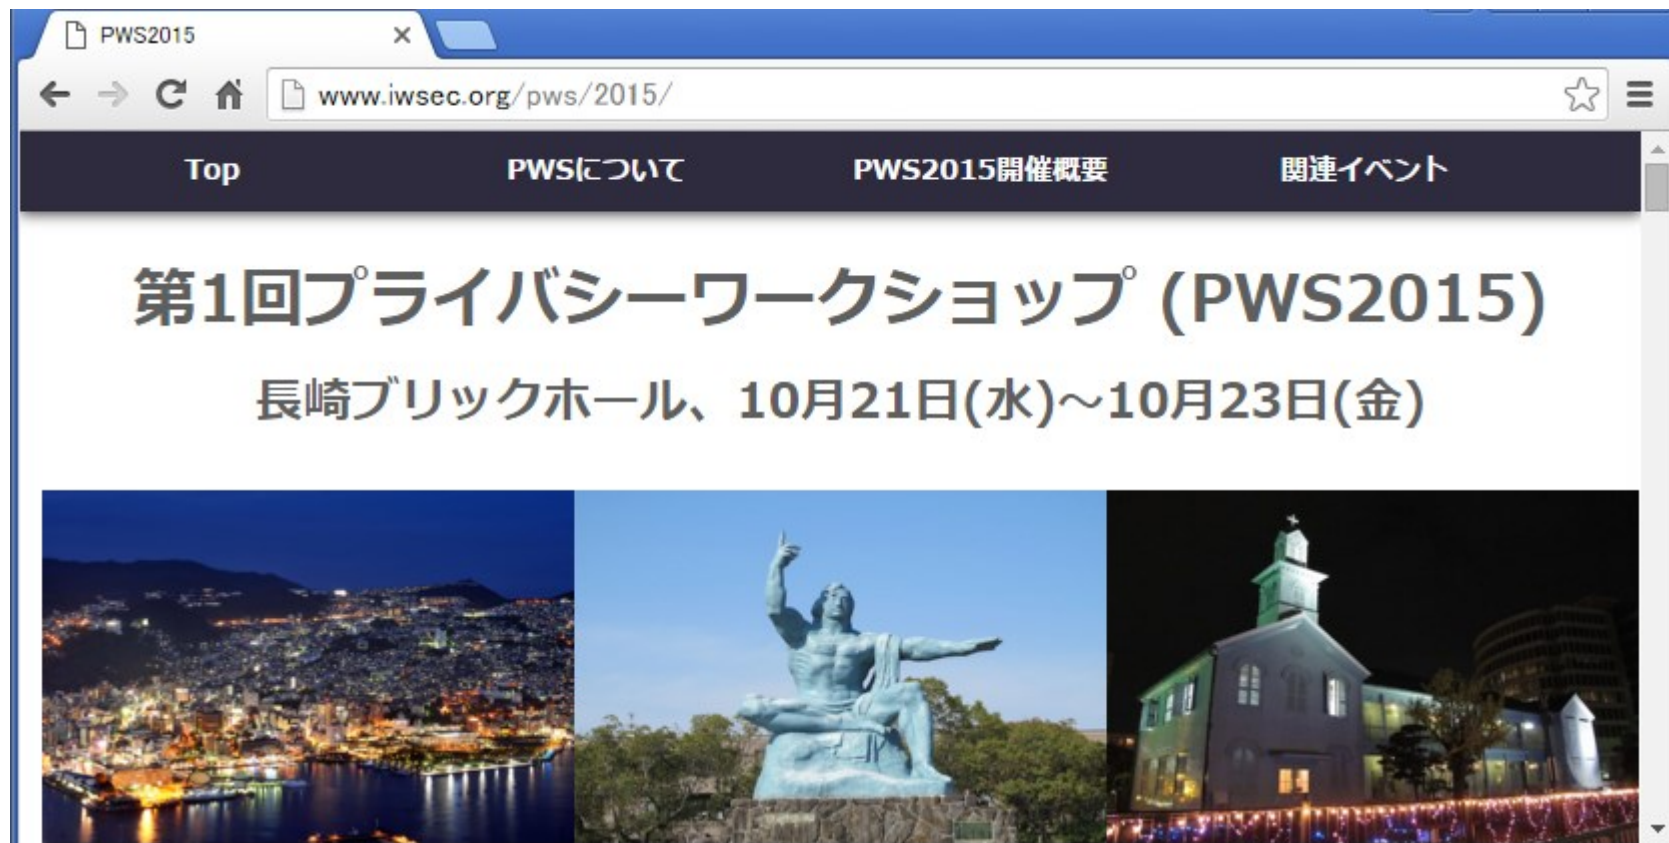 PWS2015
www.iwsec.org/pws/2015/
Top PWSについて PWS2015開催概要 関連イベント
第1回プライバシーワークショップ (PWS2015)
長崎ブリックホール、10月21日(水)～10月23日(金)